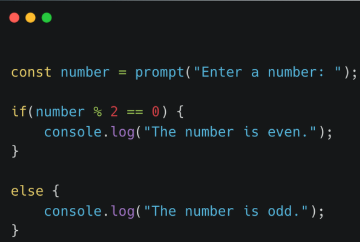 const number = prompt("Enter a number: ");
if(number % 2 == 0) {
    console.log("The number is even.");
}
else {
    console.log("The number is odd.");
}